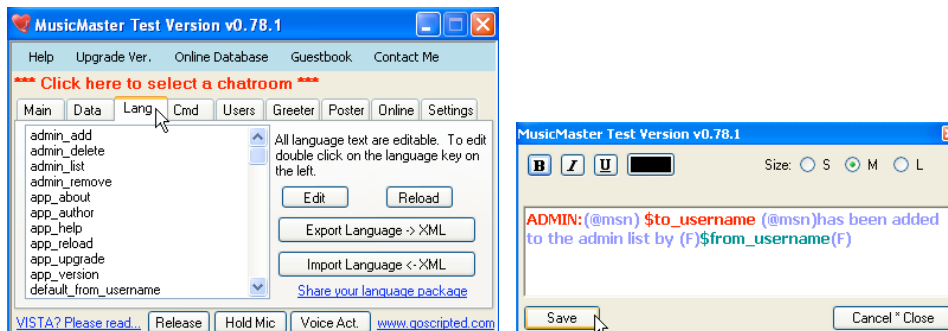 MusicMaster Test Version v0.78.1
Help Upgrade Ver. Online Database Guestbook Contact Me
*** Click here to select a chatroom ***
Main Data Lang Cmd Users Greeter Poster Online Settings
admin_add
admin_delete
admin_list
admin_remove
app_about
app_author
app_help
app_reload
app_upgrade
app_version
default_from_username
All language text are editable. To edit
double click on the language key on
the left.
Edit Reload
Export Language -> XML
Import Language <- XML
Share your language package
VISTA? Please read... Release Hold Mic Voice Act. www.goscripted.com
MusicMaster Test Version v0.78.1
B I U Size: S M L
ADMIN:(@msn) $to_username (@msn)has been added
to the admin list by (F)$from_username(F)
Save Cancel * Close